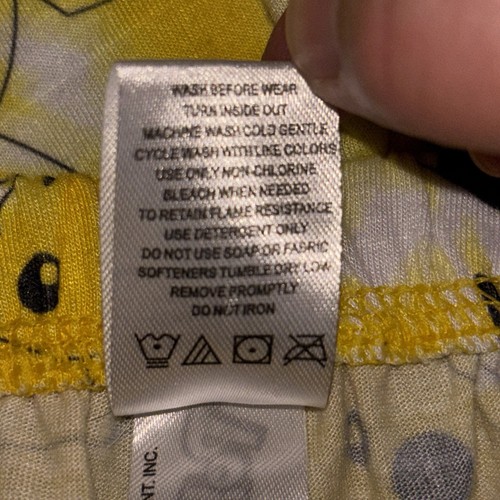 WASH BEFORE WEAR
TURN INSIDE OUT
MACHINE WASH COLD GENTLE
CYCLE WASH WITH LIKE COLORS
USE ONLY NON-CHLORINE
BLEACH WHEN NEEDED
TO RETAIN FLAME RESISTANCE
USE DETERGENT ONLY
DO NOT USE SOAP OR FABRIC
SOFTENERS TUMBLE DRY LOW
REMOVE PROMPTLY
DO NOT IRON
NT. INC.